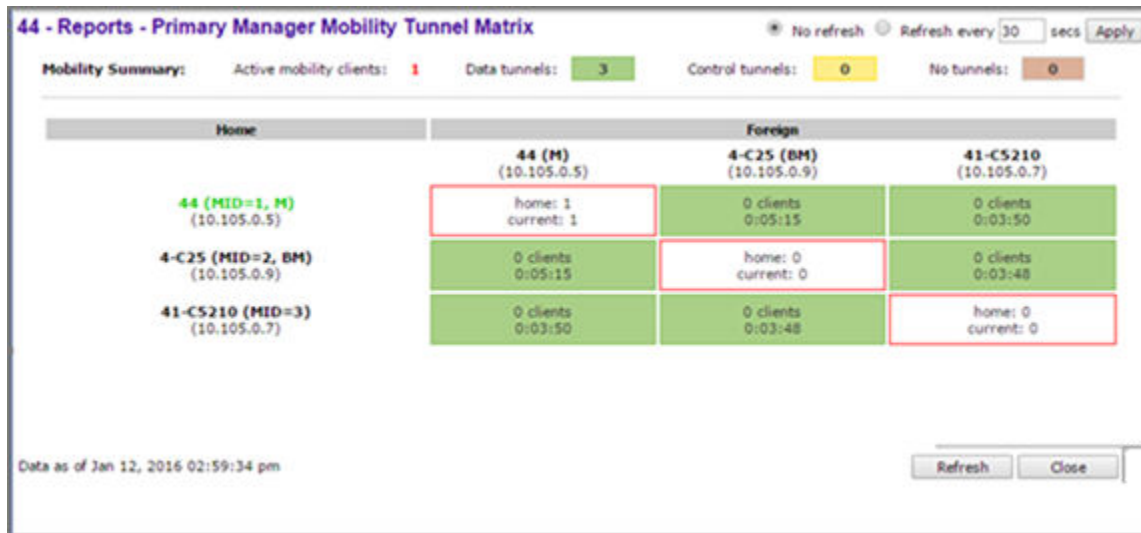 44 - Reports - Primary Manager Mobility Tunnel Matrix No refresh Refresh every 30 secs Apply
Mobility Summary: Active mobility clients: 1 Data tunnels: 3 Control tunnels: 0 No tunnels: 0
Home Foreign
44 (M) 4-C25 (BM) 41-C5210
(10.105.0.5) (10.105.0.9) (10.105.0.7)
44 (MID=1, M) home: 1 0 clients 0 clients
(10.105.0.5) current: 1 0:05:15 0:03:50
4-C25 (MID=2, BM) 0 clients home: 0 0 clients
(10.105.0.9) 0:05:15 current: 0 0:03:48
41-C5210 (MID=3) 0 clients 0 clients home: 0
(10.105.0.7) 0:03:50 0:03:48 current: 0
Data as of Jan 12, 2016 02:59:34 pm Refresh Close